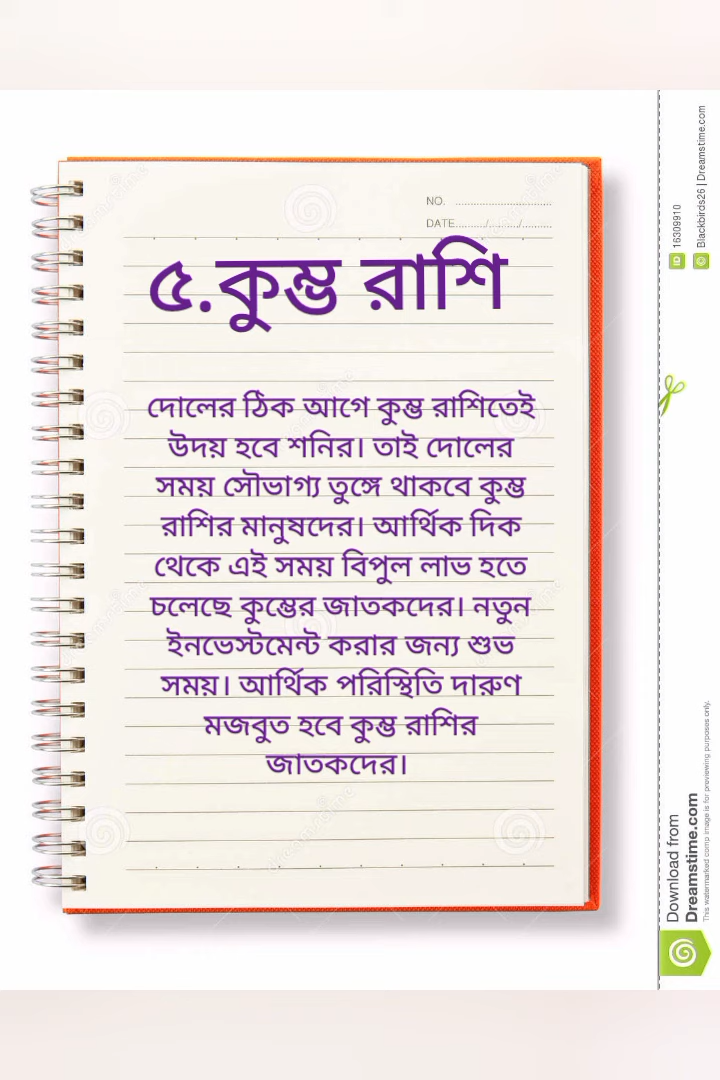 NO.
DATE
৫.কুম্ভ রাশি
দোলের ঠিক আগে কুম্ভ রাশিতেই
উদয় হবে শনির। তাই দোলের
সময় সৌভাগ্য তুঙ্গে থাকবে কুম্ভ
রাশির মানুষদের। আর্থিক দিক
থেকে এই সময় বিপুল লাভ হতে
চলেছে কুম্ভের জাতকদের। নতুন
ইনভেস্টমেন্ট করার জন্য শুভ
সময়। আর্থিক পরিস্থিতি দারুণ
মজবুত হবে কুম্ভ রাশির
জাতকদের।
ID 16309910
© Blackbirds26 | Dreamstime.com
Download from
Dreamstime.com
This watermarked comp image is for previewing purposes only.